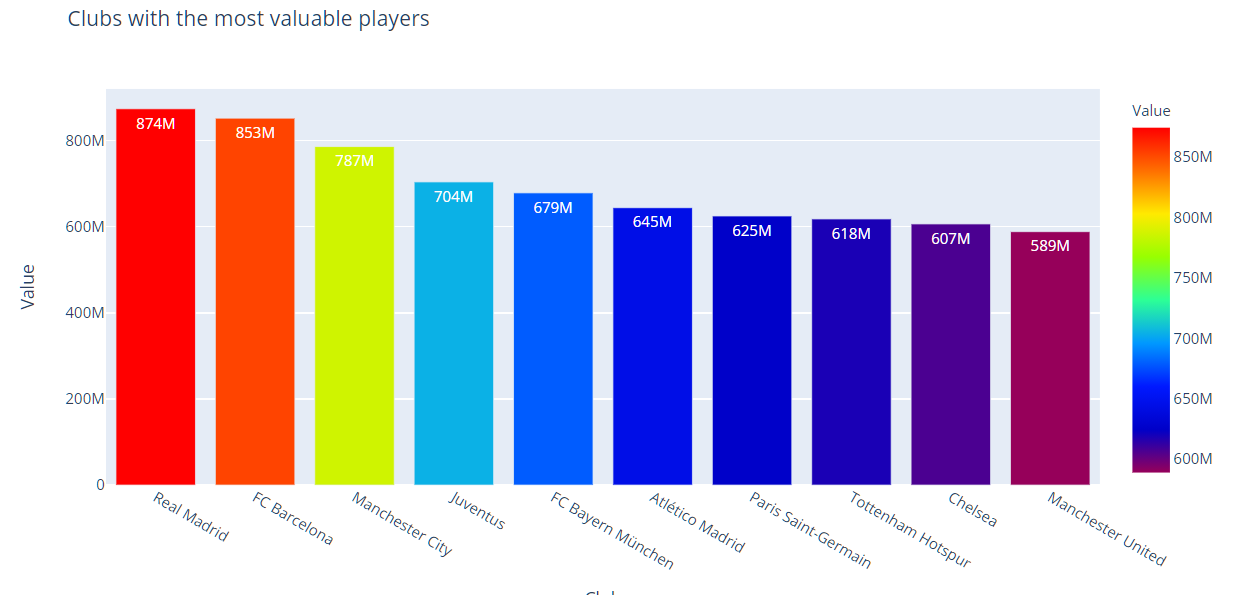 Clubs with the most valuable players
Value
800M
600M
400M
200M
0
874M
853M
787M
704M
679M
645M
625M
618M
607M
589M
Real Madrid
FC Barcelona
Manchester City
Juventus
FC Bayern München
Atlético Madrid
Paris Saint-Germain
Tottenham Hotspur
Chelsea
Manchester United
Value
850M
800M
750M
700M
650M
600M